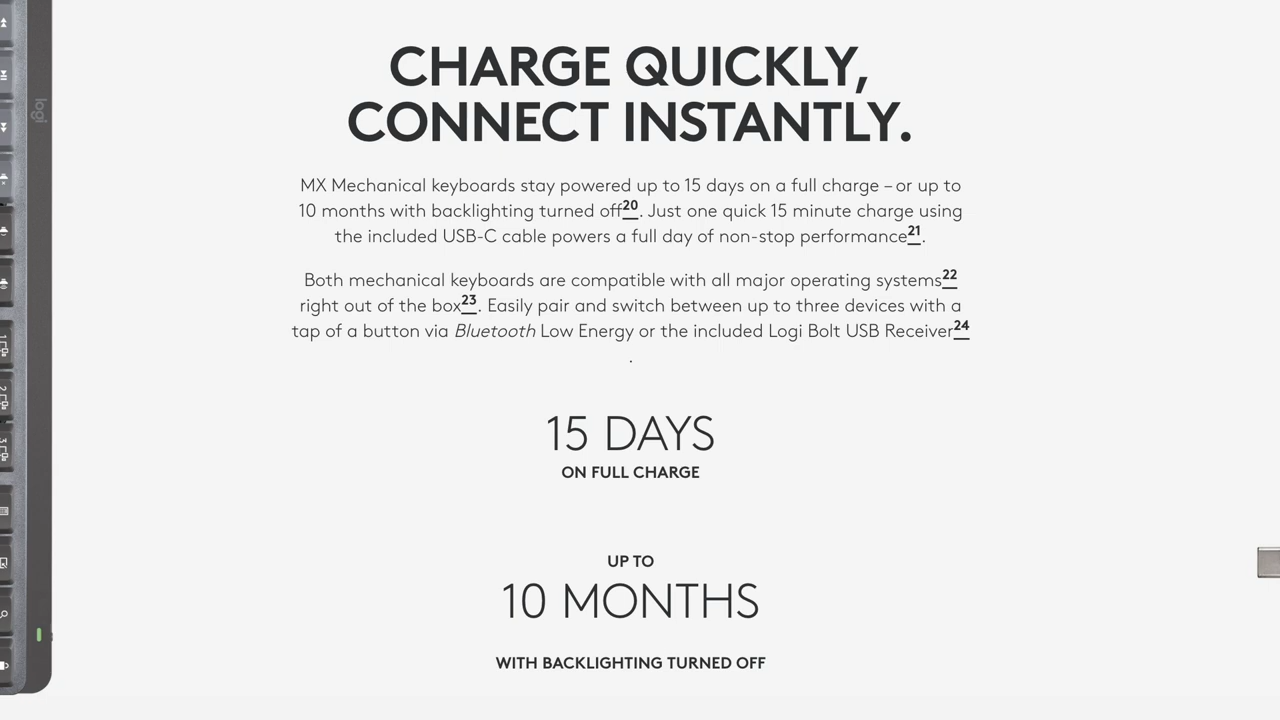 CHARGE QUICKLY,
CONNECT INSTANTLY.
MX Mechanical keyboards stay powered up to 15 days on a full charge – or up to
10 months with backlighting turned off20. Just one quick 15 minute charge using
the included USB-C cable powers a full day of non-stop performance21.
Both mechanical keyboards are compatible with all major operating systems22
right out of the box23. Easily pair and switch between up to three devices with a
tap of a button via Bluetooth Low Energy or the included Logi Bolt USB Receiver24
.
15 DAYS
ON FULL CHARGE
UP TO
10 MONTHS
WITH BACKLIGHTING TURNED OFF
logi
1
2
3